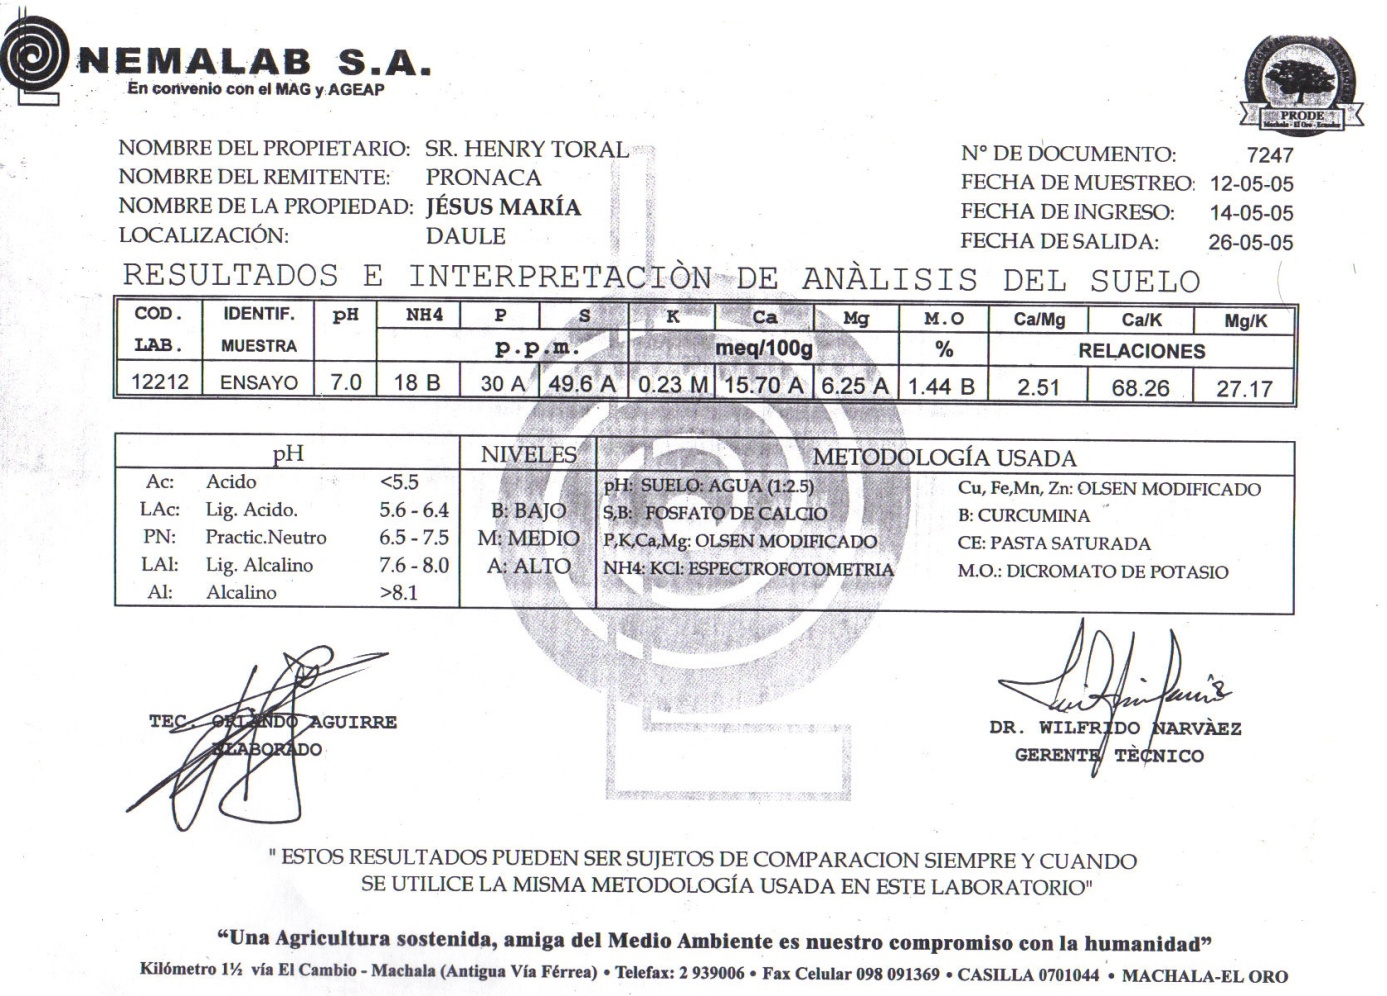 NEMALAB S.A.
En convenio con el MAG y AGEAP
PRODE
Machala - El Oro - Ecuador
NOMBRE DEL PROPIETARIO: SR. HENRY TORAL
NOMBRE DEL REMITENTE: PRONACA
NOMBRE DE LA PROPIEDAD: JÉSUS MARÍA
LOCALIZACIÓN: DAULE
N° DE DOCUMENTO: 7247
FECHA DE MUESTREO: 12-05-05
FECHA DE INGRESO: 14-05-05
FECHA DE SALIDA: 26-05-05
RESULTADOS E INTERPRETACIÒN DE ANÀLISIS DEL SUELO
COD. IDENTIF. pH NH4 P S K Ca Mg M.O Ca/Mg Ca/K Mg/K
LAB. MUESTRA p.p.m. meq/100g % RELACIONES
12212 ENSAYO 7.0 18 B 30 A 49.6 A 0.23 M 15.70 A 6.25 A 1.44 B 2.51 68.26 27.17
pH NIVELES METODOLOGÍA USADA
Ac: Acido <5.5 pH: SUELO: AGUA (1:2.5) Cu, Fe,Mn, Zn: OLSEN MODIFICADO
LAc: Lig. Acido. 5.6 - 6.4 B: BAJO S,B: FOSFATO DE CALCIO B: CURCUMINA
PN: Practic.Neutro 6.5 - 7.5 M: MEDIO P,K,Ca,Mg: OLSEN MODIFICADO CE: PASTA SATURADA
LAl: Lig. Alcalino 7.6 - 8.0 A: ALTO NH4: KCl: ESPECTROFOTOMETRIA M.O.: DICROMATO DE POTASIO
Al: Alcalino >8.1
TEC. ORLANDO AGUIRRE
ELABORADO
DR. WILFRIDO NARVÀEZ
GERENTE TÈCNICO
" ESTOS RESULTADOS PUEDEN SER SUJETOS DE COMPARACION SIEMPRE Y CUANDO
SE UTILICE LA MISMA METODOLOGÍA USADA EN ESTE LABORATORIO"
“Una Agricultura sostenida, amiga del Medio Ambiente es nuestro compromiso con la humanidad”
Kilómetro 1½ vía El Cambio - Machala (Antigua Vía Férrea) • Telefax: 2 939006 • Fax Celular 098 091369 • CASILLA 0701044 • MACHALA-EL ORO